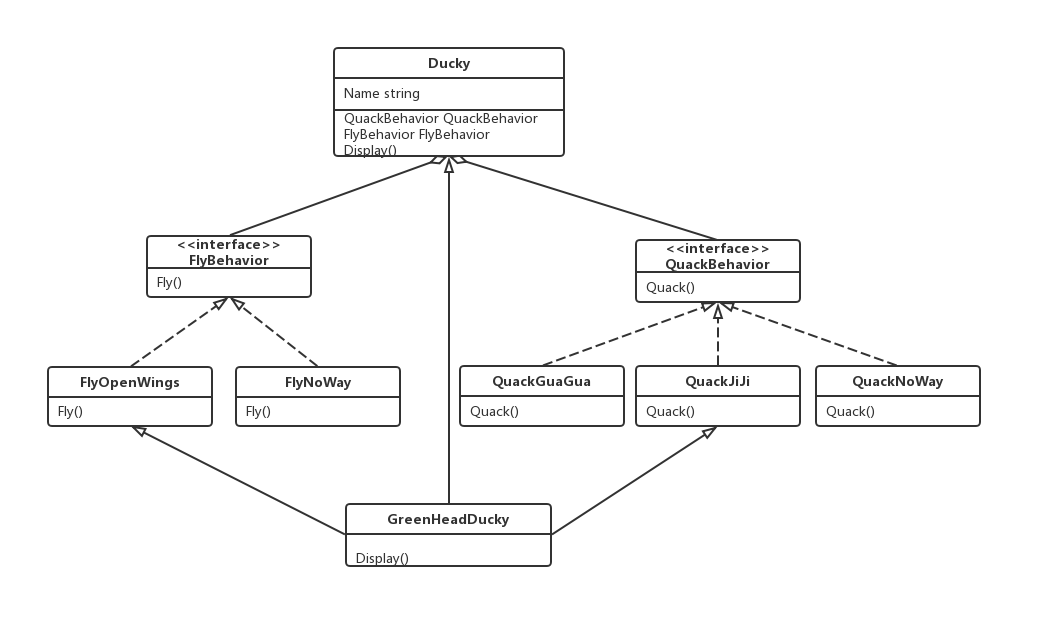 Ducky
Name string
QuackBehavior QuackBehavior
FlyBehavior FlyBehavior
Display()
<<interface>>
FlyBehavior
Fly()
<<interface>>
QuackBehavior
Quack()
FlyOpenWings
Fly()
FlyNoWay
Fly()
QuackGuaGua
Quack()
QuackJiJi
Quack()
QuackNoWay
Quack()
GreenHeadDucky
Display()